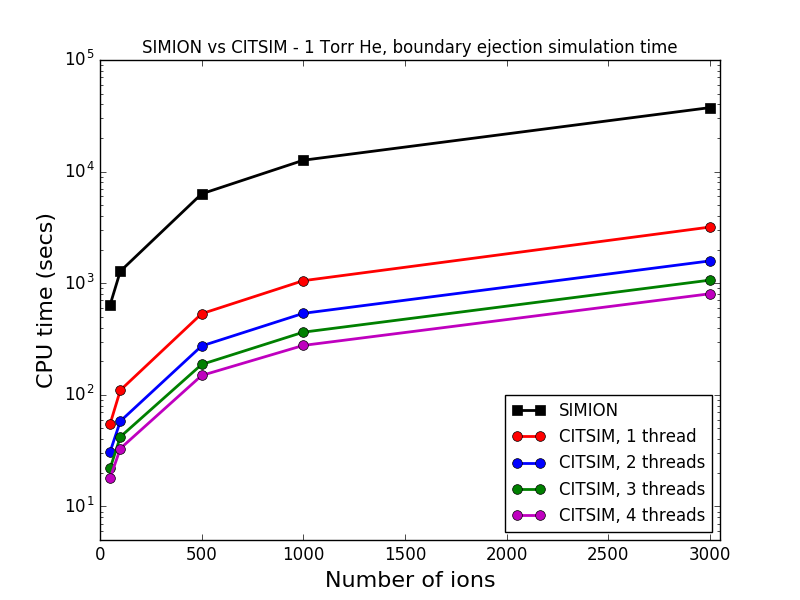 SIMION vs CITSIM - 1 Torr He, boundary ejection simulation time
CPU time (secs)
10^5
10^4
10^3
10^2
10^1
SIMION
CITSIM, 1 thread
CITSIM, 2 threads
CITSIM, 3 threads
CITSIM, 4 threads
0 500 1000 1500 2000 2500 3000
Number of ions